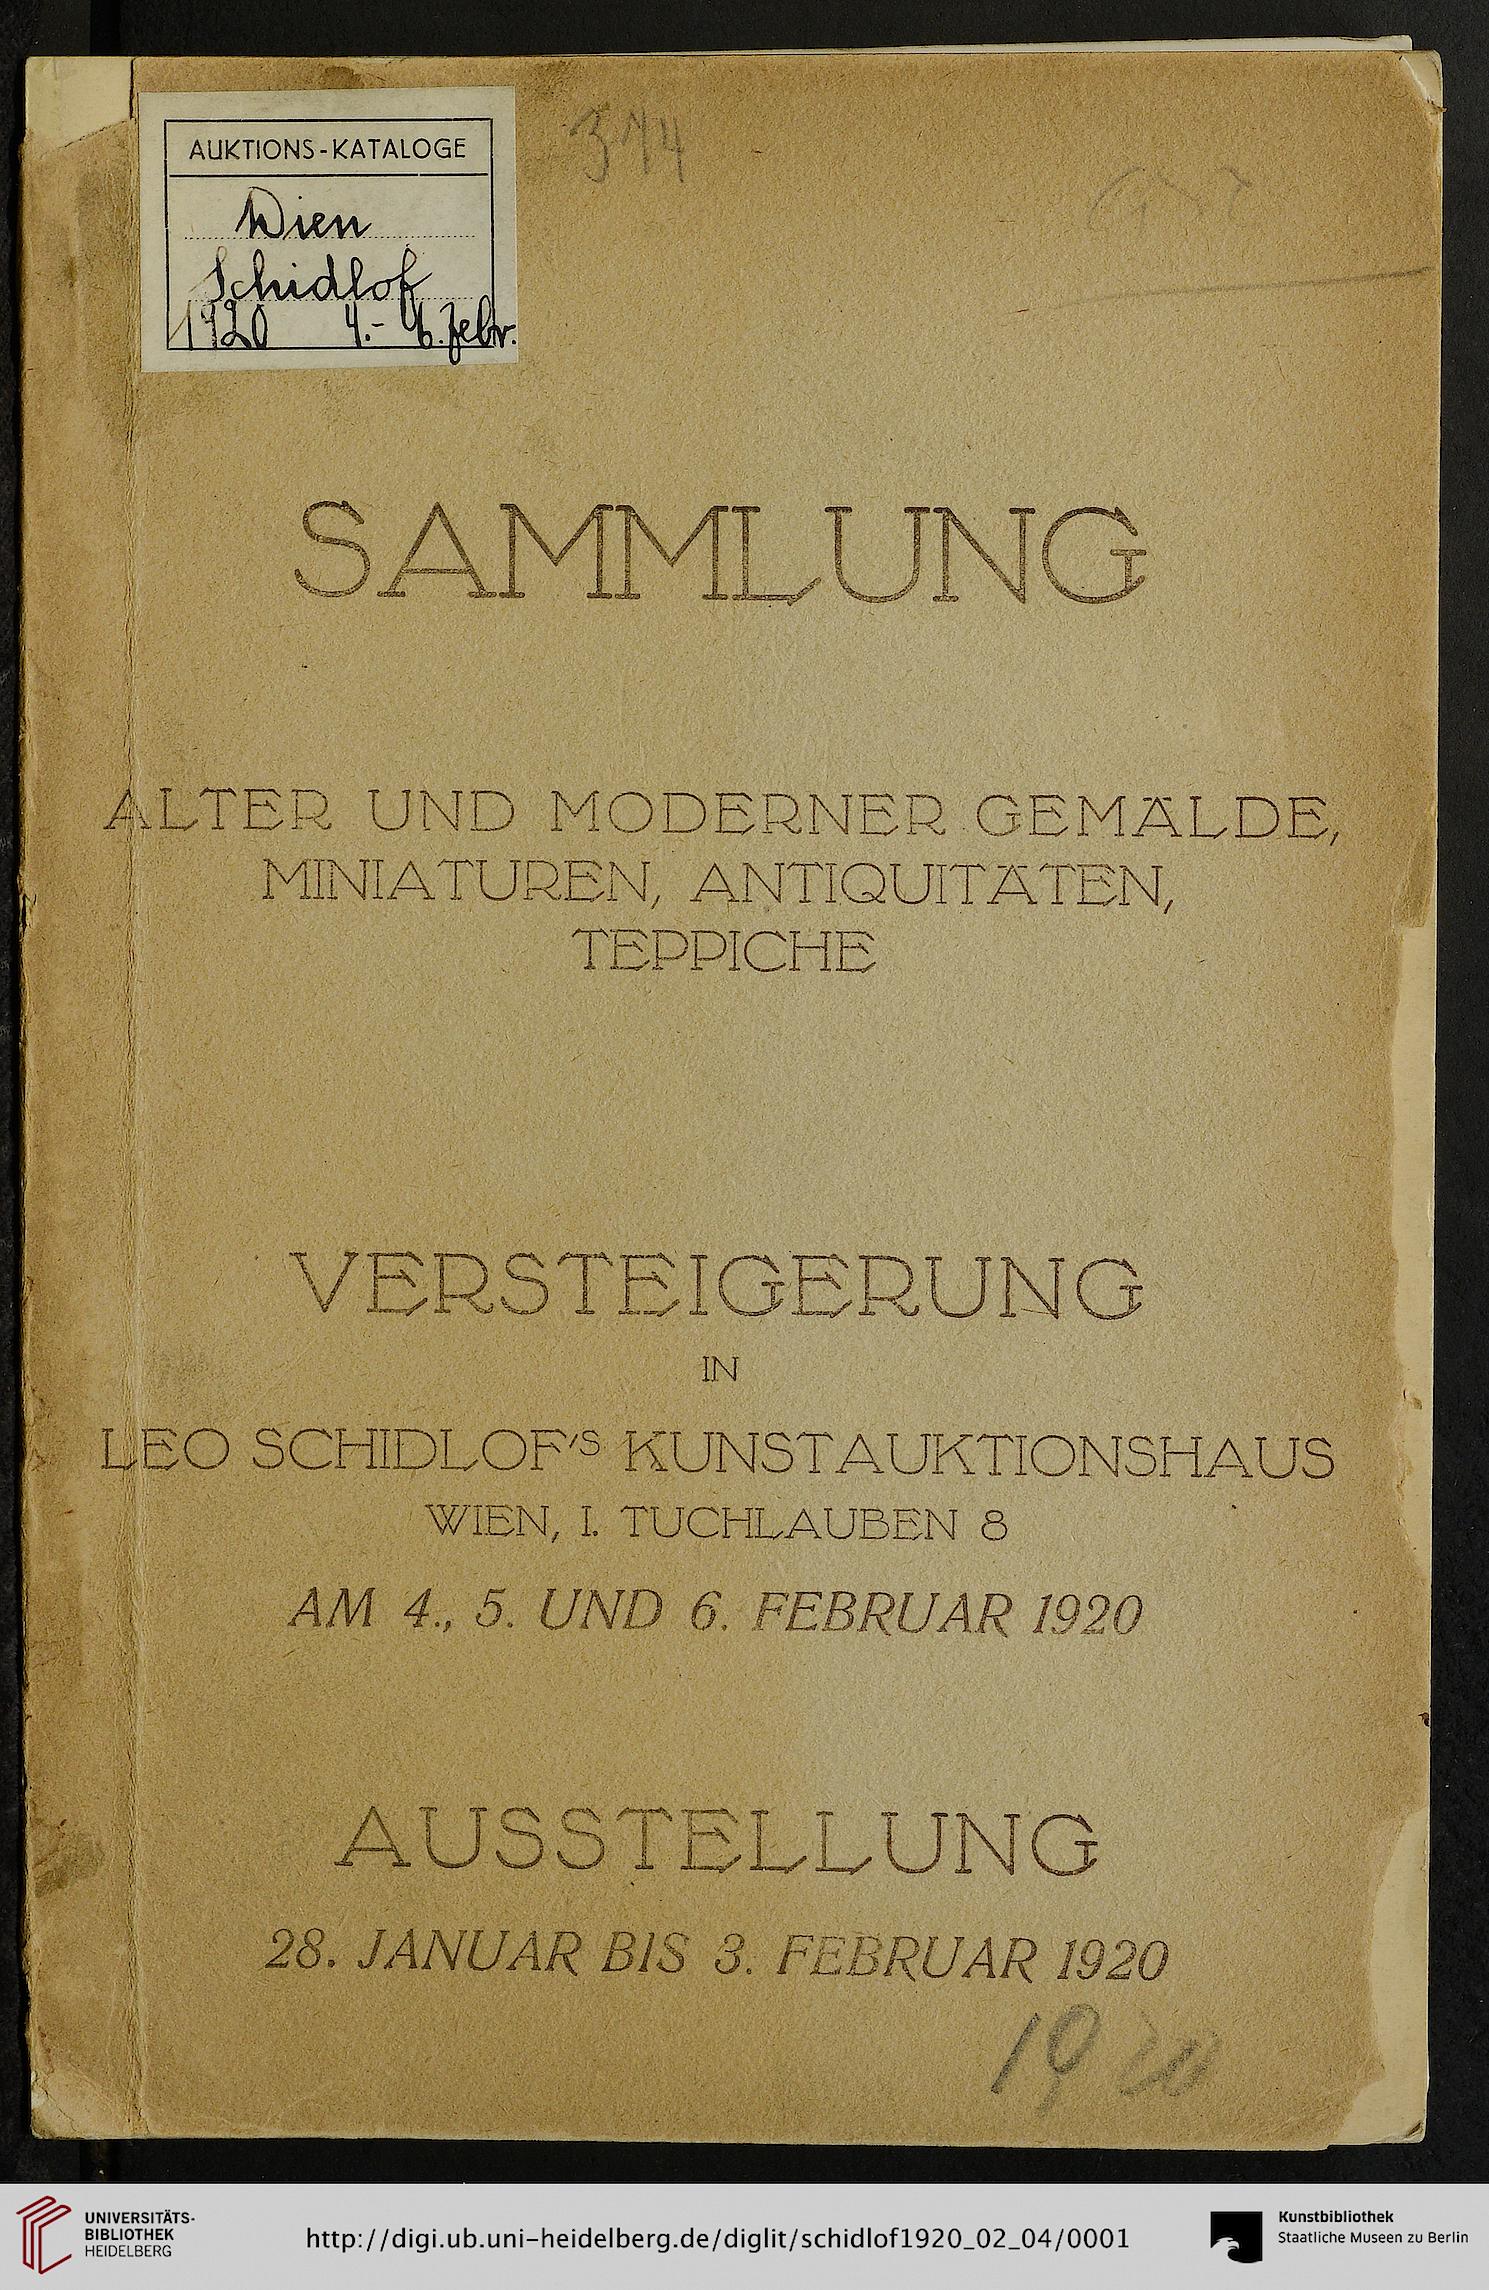 AUKTIONS-KATALOGE
Wien
Schidlof
1920 4.- 6. Febr.
SAMMLUNG
ALTER UND MODERNER GEMÄLDE,
MINIATUREN, ANTIQUITÄTEN,
TEPPICHE
VERSTEIGERUNG
IN
LEO SCHIDLOF'S KUNSTAUKTIONSHAUS
WIEN, I. TUCHLAUBEN 8
AM 4., 5. UND 6. FEBRUAR 1920
AUSSTELLUNG
28. JANUAR BIS 3. FEBRUAR 1920
1920
UNIVERSITÄTS-
BIBLIOTHEK
HEIDELBERG
http://digi.ub.uni-heidelberg.de/diglit/schidlof1920_02_04/0001
Kunstbibliothek
Staatliche Museen zu Berlin